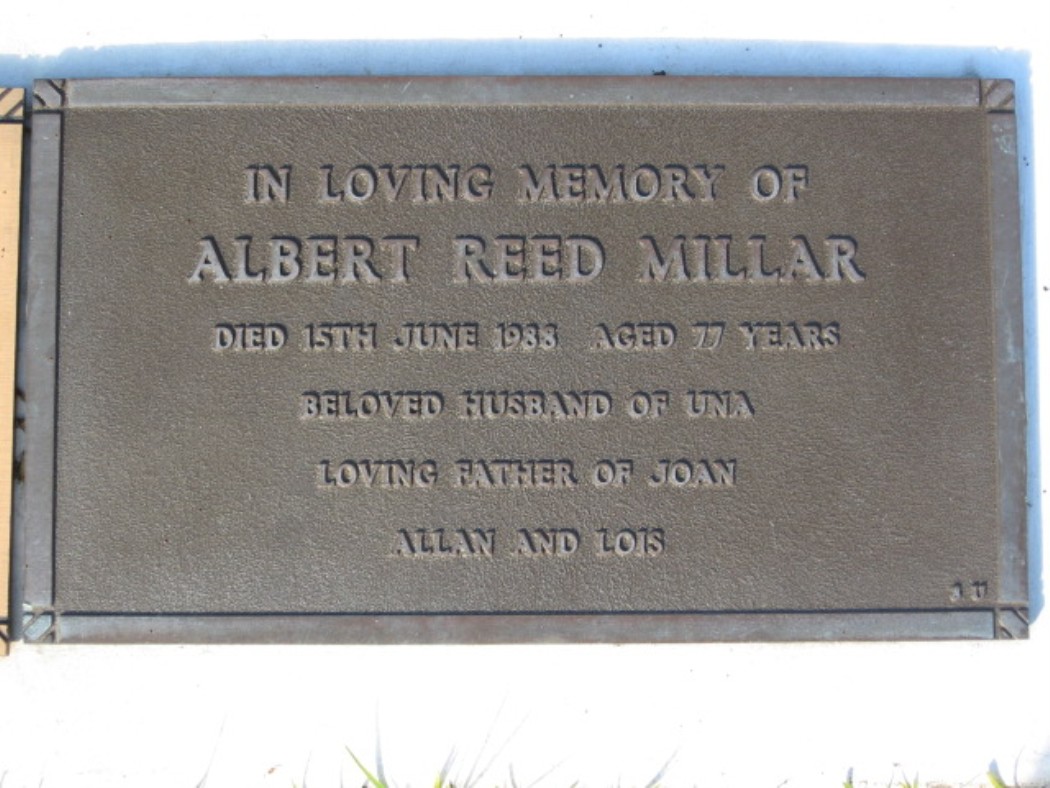 IN LOVING MEMORY OF
ALBERT REED MILLAR
DIED 15TH JUNE 1988 AGED 77 YEARS
BELOVED HUSBAND OF UNA
LOVING FATHER OF JOAN
ALLAN AND LOIS